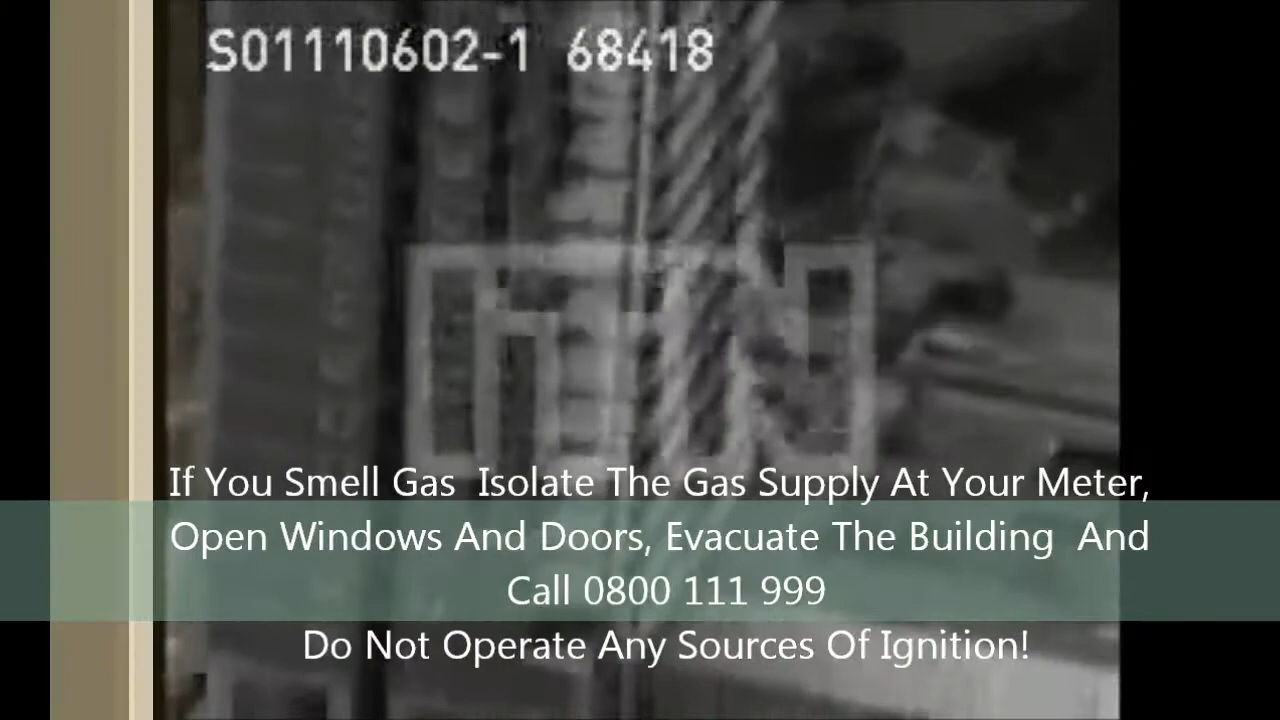 S01110602-1 68418
iTN
If You Smell Gas  Isolate The Gas Supply At Your Meter,
Open Windows And Doors, Evacuate The Building  And
Call 0800 111 999
Do Not Operate Any Sources Of Ignition!